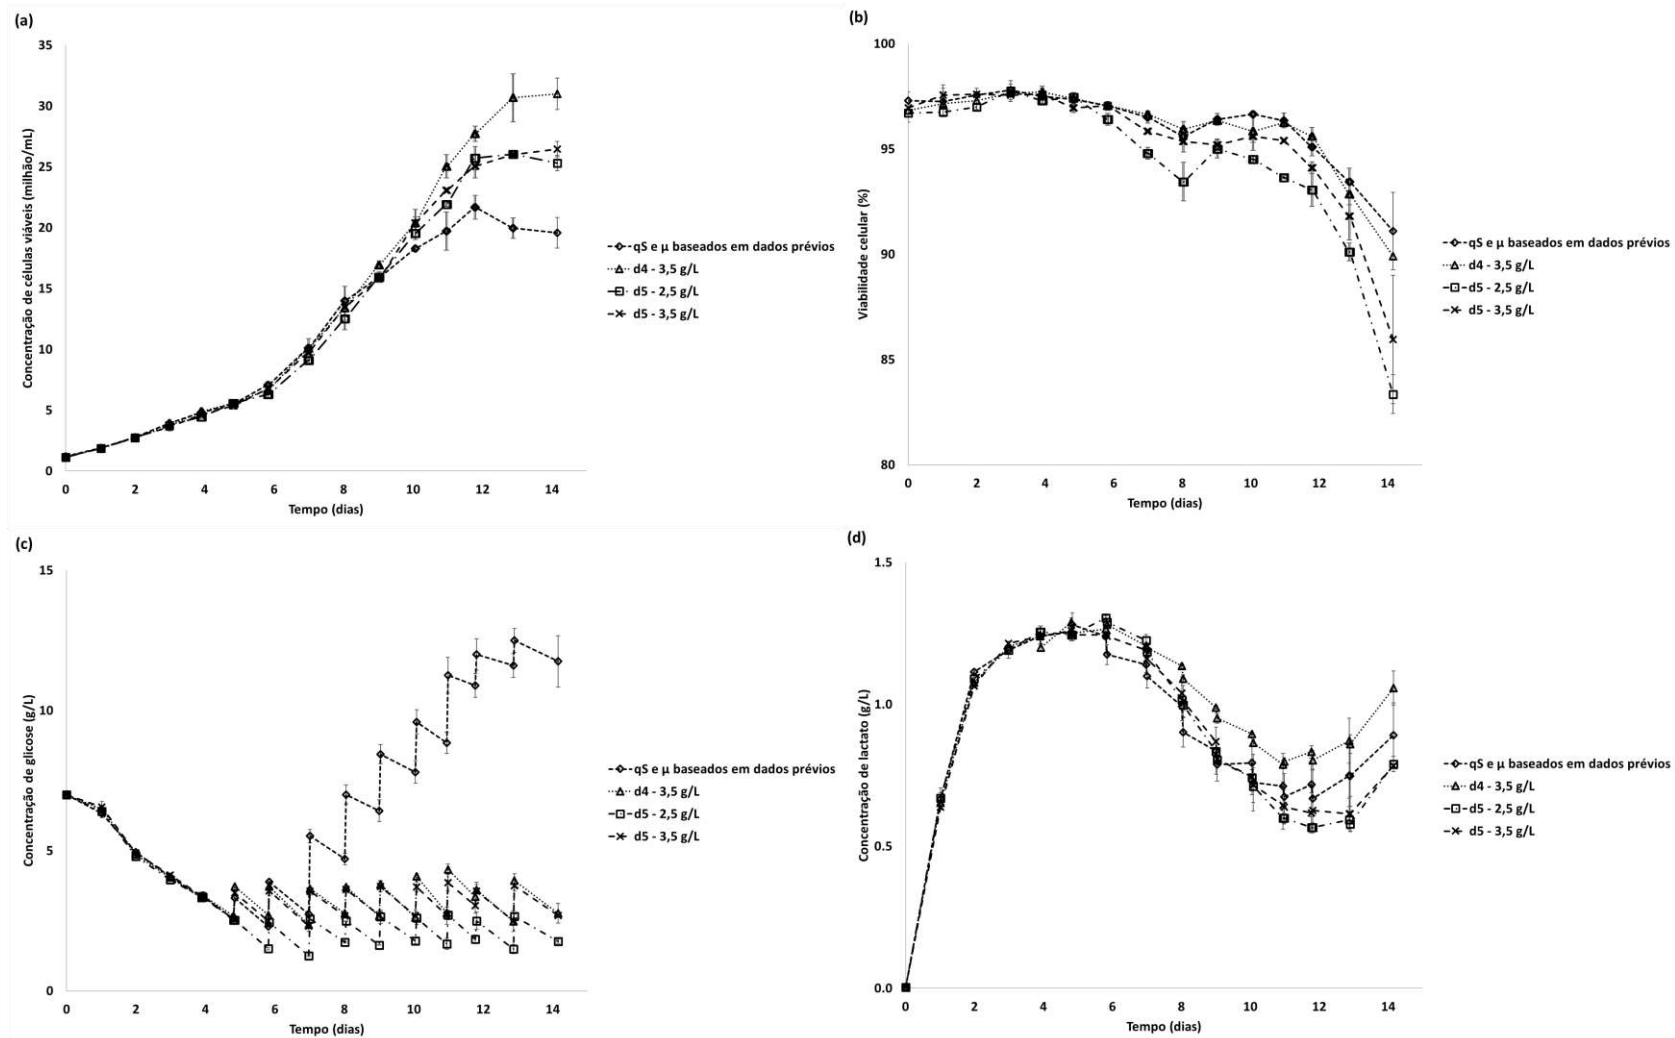 (a)
Concentração de células viáveis (milhão/mL)
35
30
25
20
15
10
5
0
0 2 4 6 8 10 12 14
Tempo (dias)
qS e µ baseados em dados prévios
d4 - 3,5 g/L
d5 - 2,5 g/L
d5 - 3,5 g/L
(b)
Viabilidade celular (%)
100
95
90
85
80
0 2 4 6 8 10 12 14
Tempo (dias)
qS e µ baseados em dados prévios
d4 - 3,5 g/L
d5 - 2,5 g/L
d5 - 3,5 g/L
(c)
Concentração de glicose (g/L)
15
10
5
0
0 2 4 6 8 10 12 14
Tempo (dias)
qS e µ baseados em dados prévios
d4 - 3,5 g/L
d5 - 2,5 g/L
d5 - 3,5 g/L
(d)
Concentração de lactato (g/L)
1.5
1.0
0.5
0.0
0 2 4 6 8 10 12 14
Tempo (dias)
qS e µ baseados em dados prévios
d4 - 3,5 g/L
d5 - 2,5 g/L
d5 - 3,5 g/L